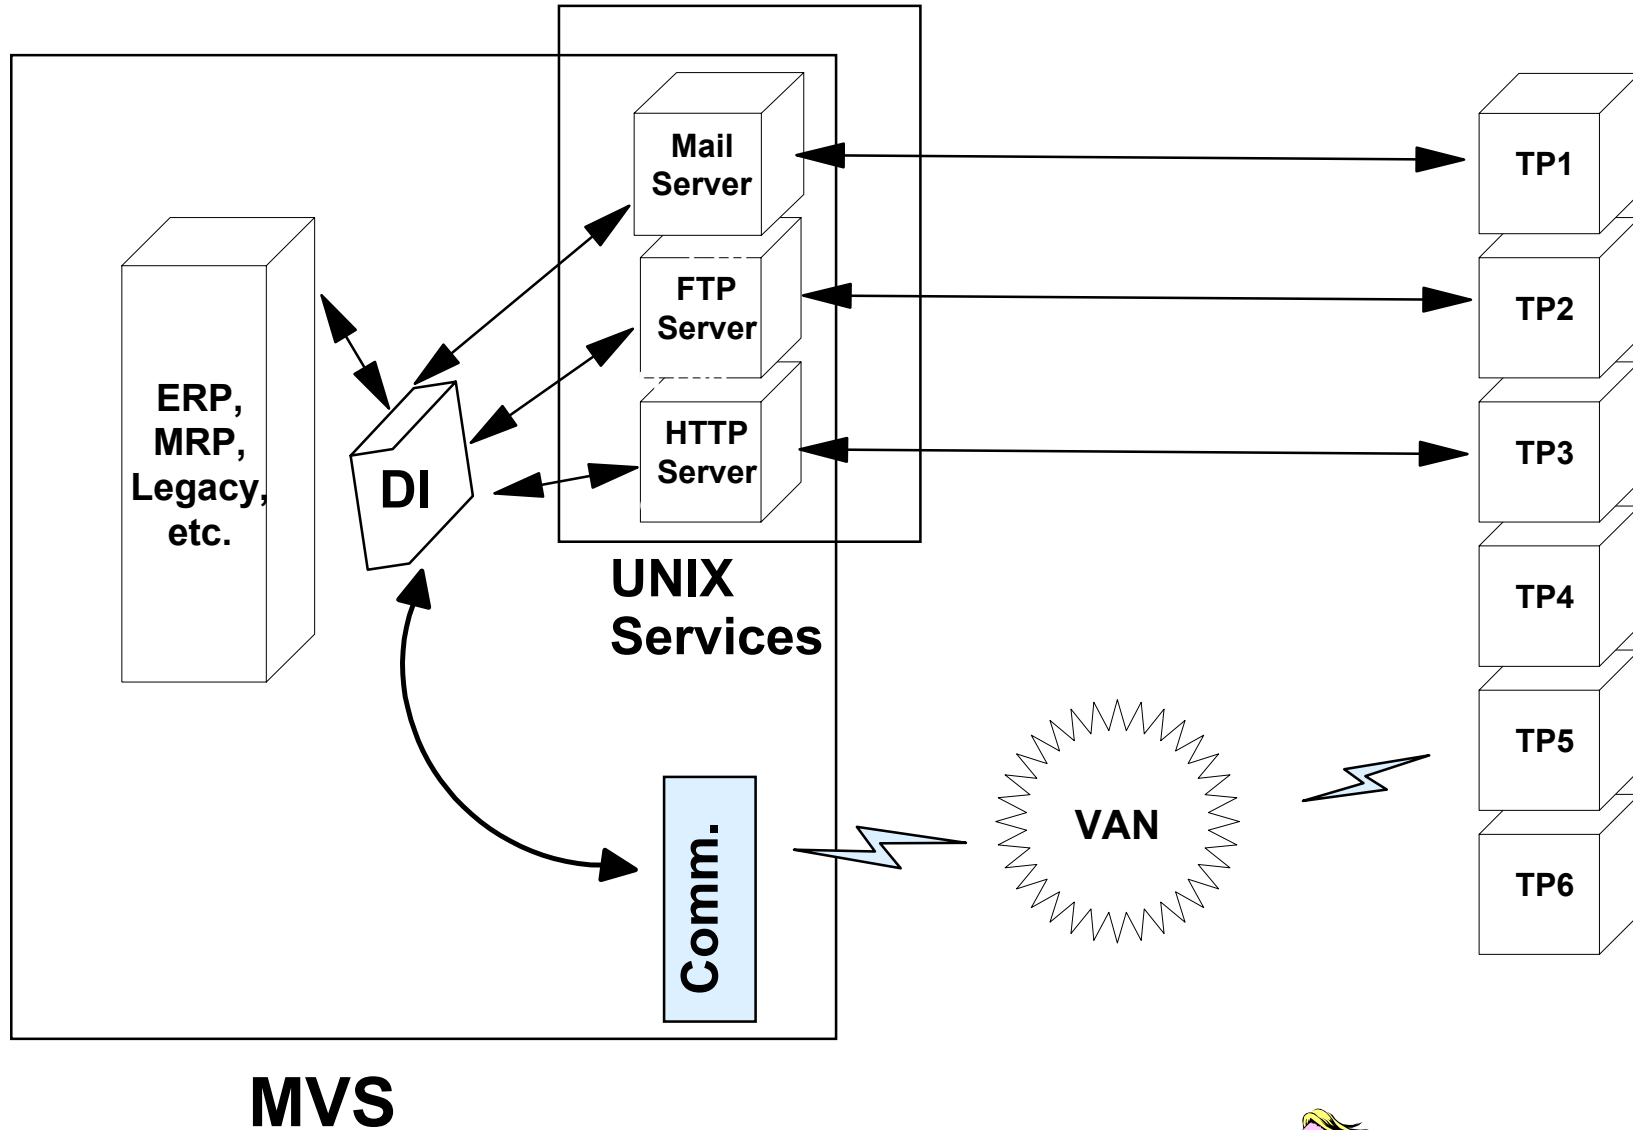 Mail
Server
TP1
FTP
Server
TP2
ERP,
MRP,
Legacy,
etc.
DI
HTTP
Server
TP3
UNIX
Services
TP4
TP5
VAN
Comm.
TP6
MVS